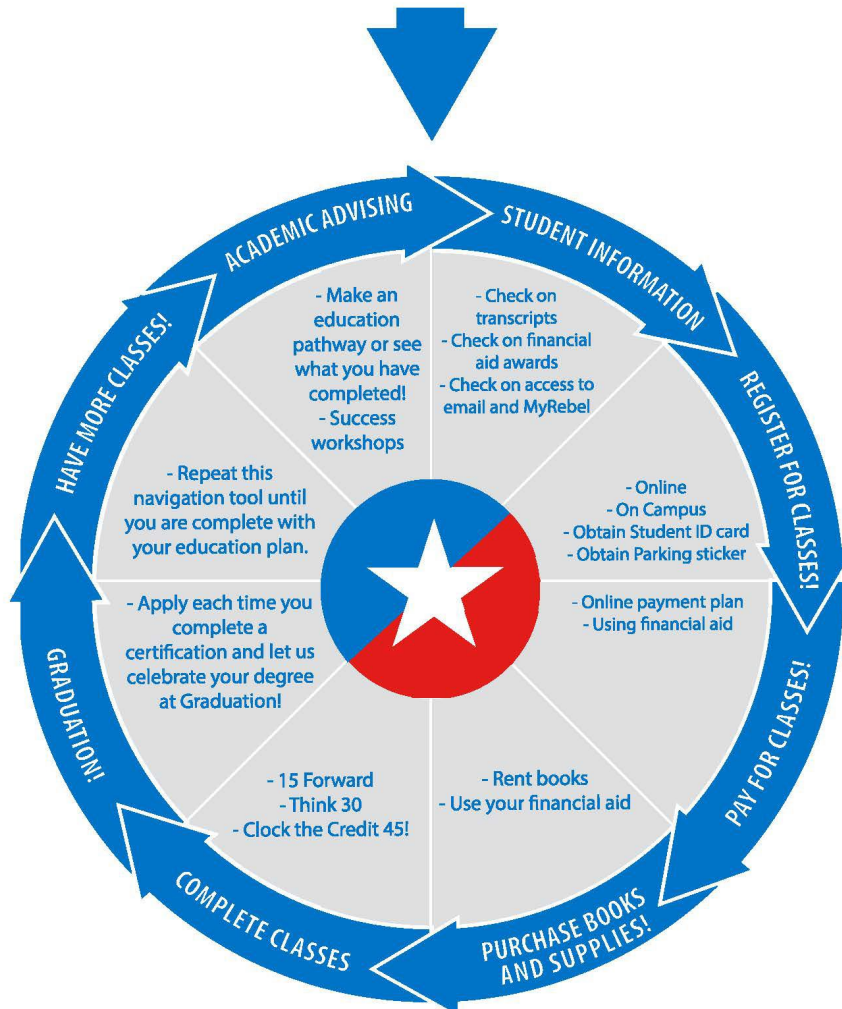 ACADEMIC ADVISING
- Make an
education
pathway or see
what you have
completed!
- Success
workshops
STUDENT INFORMATION
- Check on
transcripts
- Check on financial
aid awards
- Check on access to
email and MyRebel
REGISTER FOR CLASSES!
- Online
- On Campus
- Obtain Student ID card
- Obtain Parking sticker
PAY FOR CLASSES!
- Online payment plan
- Using financial aid
PURCHASE BOOKS
AND SUPPLIES!
- Rent books
- Use your financial aid
COMPLETE CLASSES
- 15 Forward
- Think 30
- Clock the Credit 45!
GRADUATION!
- Apply each time you
complete a
certification and let us
celebrate your degree
at Graduation!
HAVE MORE CLASSES!
- Repeat this
navigation tool until
you are complete with
your education plan.